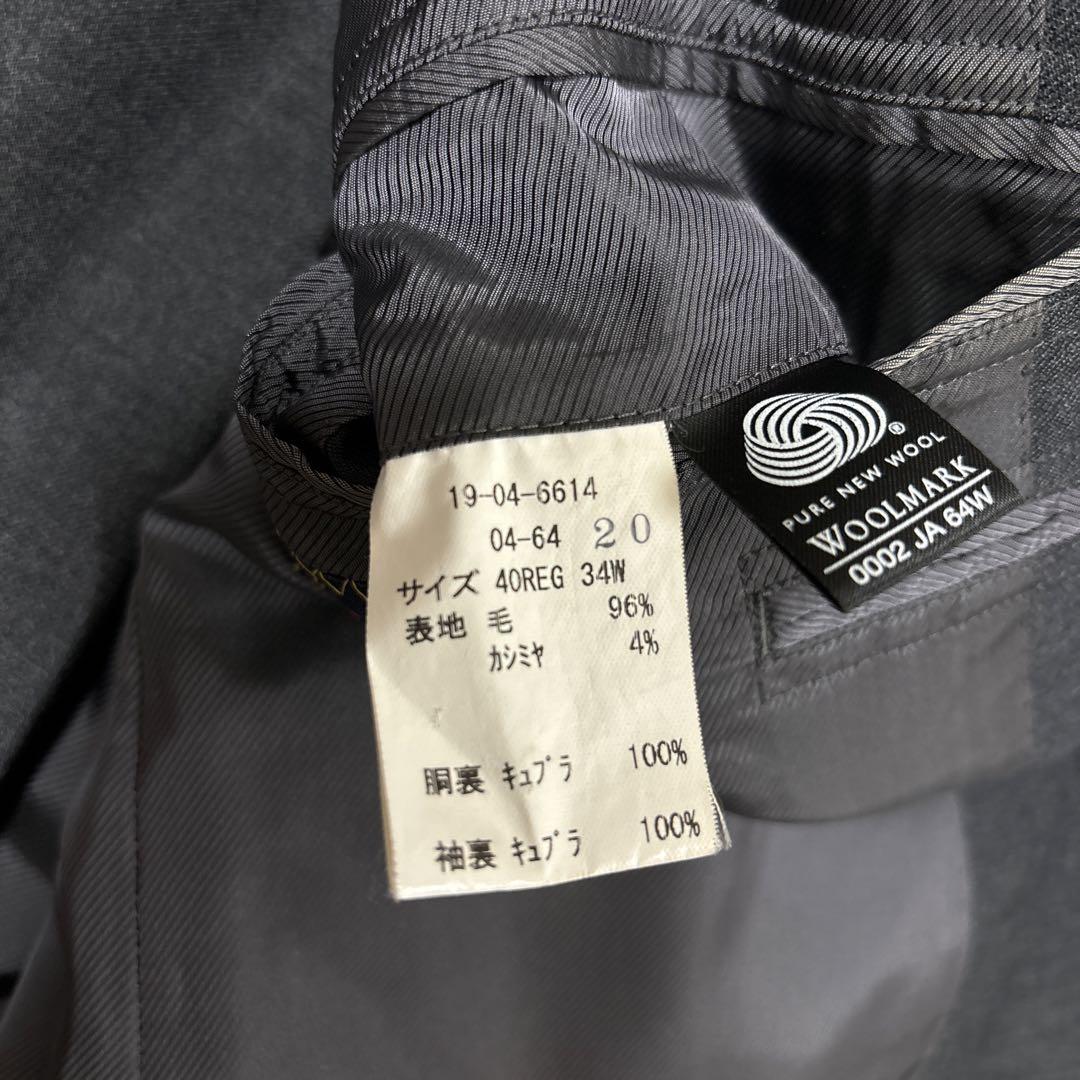 19-04-6614
04-64 20
サイズ 40REG 34W
表地 毛 96%
カシミヤ 4%
胴裏 キュプラ 100%
袖裏 キュプラ 100%
®
PURE NEW WOOL
WOOLMARK
0002 JA 64W